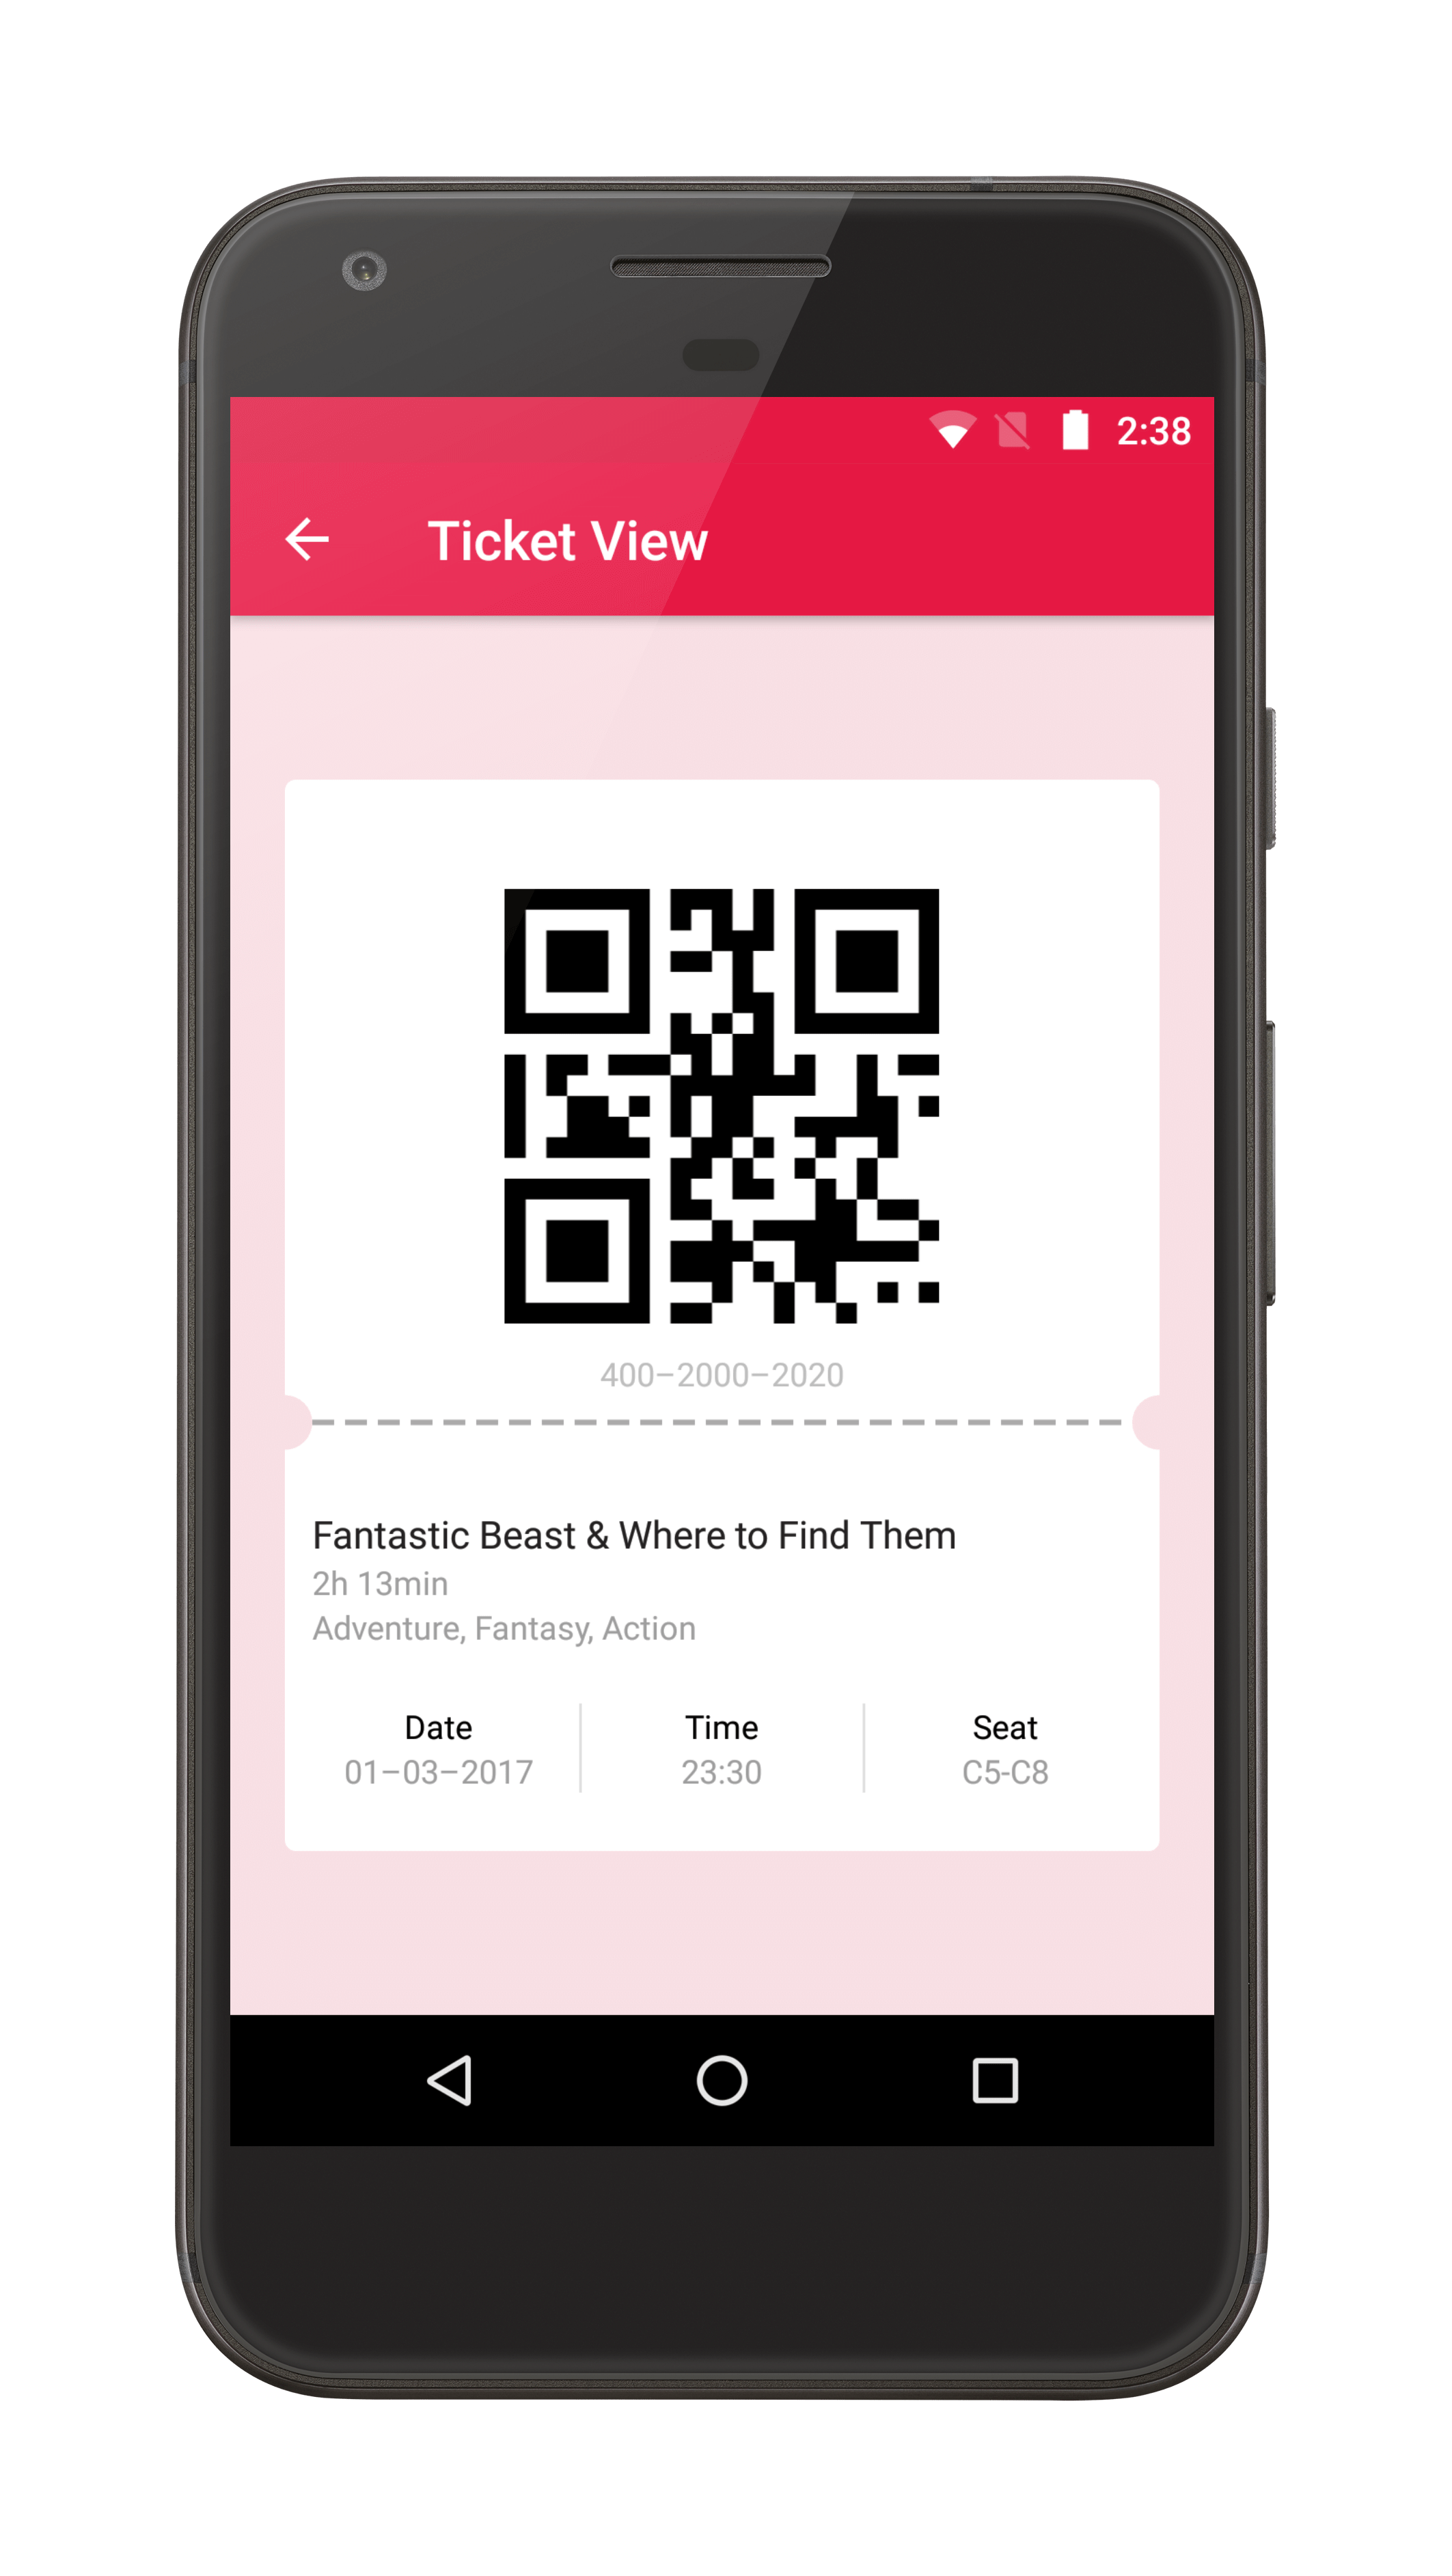 2:38
Ticket View
400–2000–2020
Fantastic Beast & Where to Find Them
2h 13min
Adventure, Fantasy, Action
Date
Time
Seat
01–03–2017
23:30
C5-C8